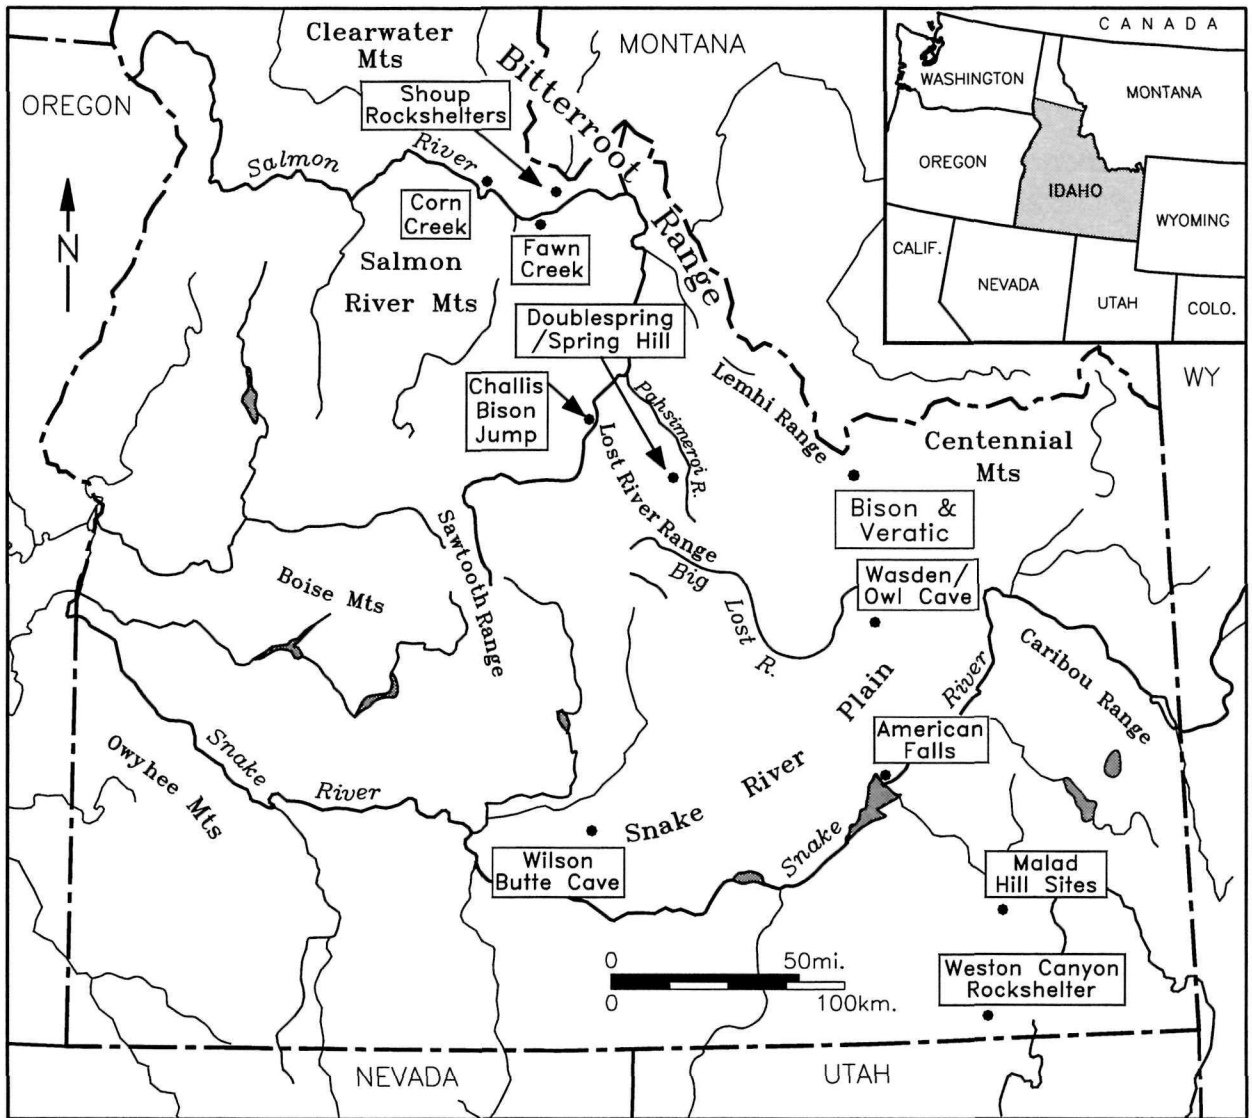 Clearwater
Mts
MONTANA
OREGON
Bitterroot
Range
Shoup
Rockshelters
Salmon
River
Corn
Creek
N
Fawn
Creek
Salmon
River Mts
Doublespring
/Spring Hill
Challis
Bison
Jump
Pahsimeroi R.
Lemhi Range
Lost River Range
Centennial
Mts
WY
Bison &
Veratic
Sawtooth Range
Boise Mts
Big
Lost
R.
Wasden/
Owl Cave
Caribou Range
Owyhee Mts
Snake
River
Snake
River
Plain
River
American
Falls
Snake
Wilson
Butte Cave
Malad
Hill Sites
Weston Canyon
Rockshelter
0 50mi.
0 100km.
NEVADA
UTAH
CANADA
WASHINGTON
MONTANA
OREGON
IDAHO
WYOMING
CALIF.
NEVADA
UTAH
COLO.